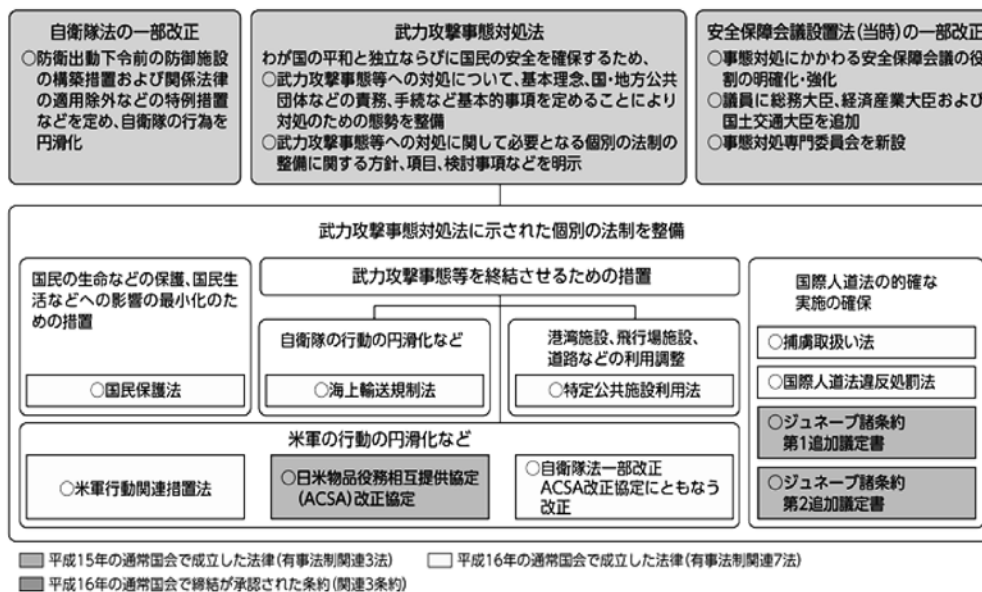 自衛隊法の一部改正
○防衛出動下令前の防御施設
の構築措置および関係法律
の適用除外などの特例措置
などを定め、自衛隊の行為を
円滑化
武力攻撃事態対処法
わが国の平和と独立ならびに国民の安全を確保するため、
○武力攻撃事態等への対処について、基本理念、国・地方公共
団体などの責務、手続など基本的事項を定めることにより
対処のための態勢を整備
○武力攻撃事態等への対処に関して必要となる個別の法制の
整備に関する方針、項目、検討事項などを明示
安全保障会議設置法(当時)の一部改正
○事態対処にかかわる安全保障会議の役
割の明確化・強化
○議員に総務大臣、経済産業大臣および
国土交通大臣を追加
○事態対処専門委員会を新設
武力攻撃事態対処法に示された個別の法制を整備
国民の生命などの保護、国民生
活などへの影響の最小化のた
めの措置
○国民保護法
武力攻撃事態等を終結させるための措置
自衛隊の行動の円滑化など
○海上輸送規制法
港湾施設、飛行場施設、
道路などの利用調整
○特定公共施設利用法
米軍の行動の円滑化など
○米軍行動関連措置法
○日米物品役務相互提供協定
(ACSA)改正協定
○自衛隊法一部改正
ACSA改正協定にともなう
改正
国際人道法の的確な
実施の確保
○捕虜取扱い法
○国際人道法違反処罰法
○ジュネーブ諸条約
第1追加議定書
○ジュネーブ諸条約
第2追加議定書
平成15年の通常国会で成立した法律(有事法制関連3法)
平成16年の通常国会で成立した法律(有事法制関連7法)
平成16年の通常国会で締結が承認された条約(関連3条約)